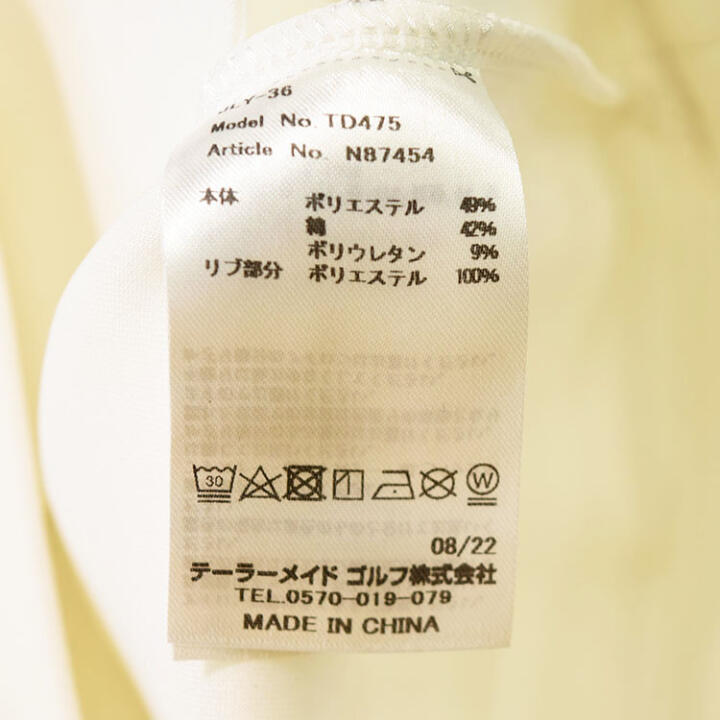 Model No. TD475
Article No. N87454
本体 ポリエステル 49%
綿 42%
ポリウレタン 9%
リブ部分 ポリエステル 100%
30
W
08/22
テーラーメイド ゴルフ株式会社
TEL.0570-019-079
MADE IN CHINA